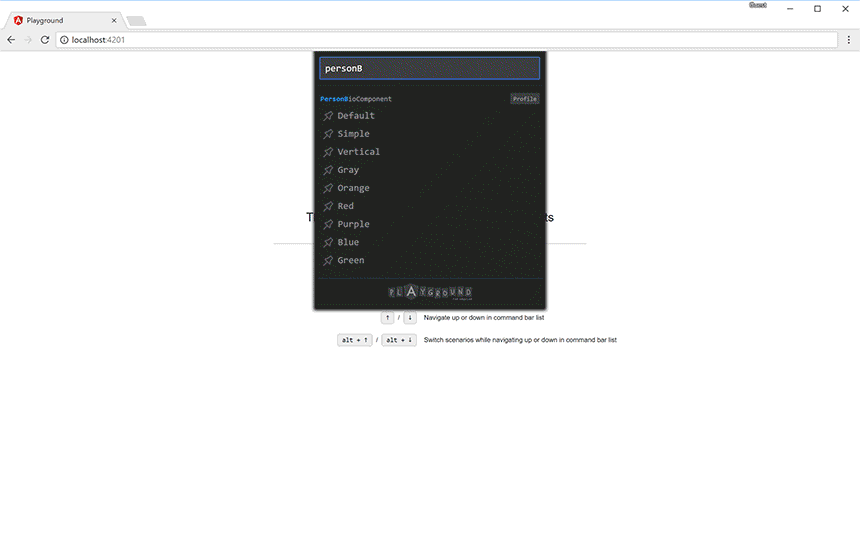 Guest
Playground
localhost:4201
personB
PersonBioComponent Profile
Default
Simple
Vertical
Gray
Orange
Red
Purple
Blue
Green
PLAYGROUND
↑ / ↓ Navigate up or down in command bar list
alt + ↑ / alt + ↓ Switch scenarios while navigating up or down in command bar list